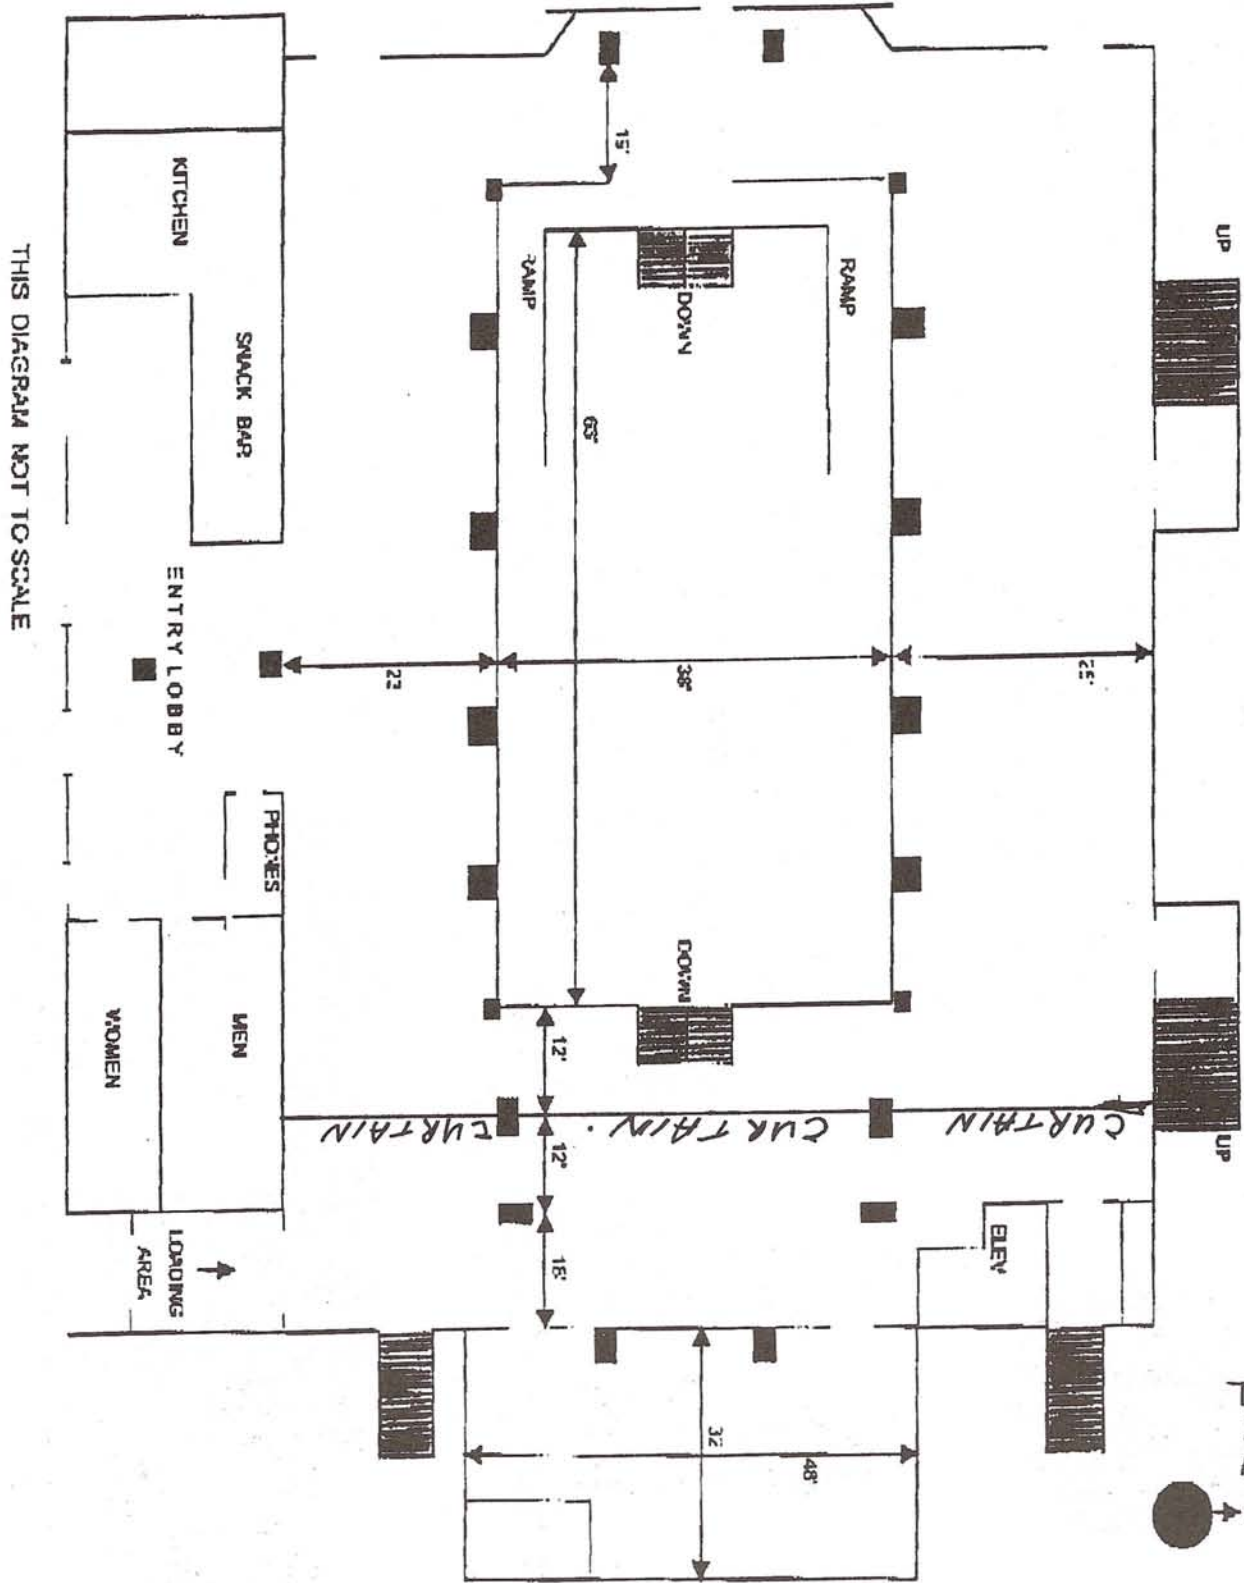 UP
15'
KITCHEN
RAMP
RAMP
DOWN
SNACK BAR
63'
THIS DIAGRAM NOT TO SCALE
ENTRY LOBBY
23
38'
25'
PHONES
DOWN
WOMEN
MEN
12'
CURTAIN
CURTAIN
CURTAIN
UP
12'
ELEV
LOADING
AREA
32
48'